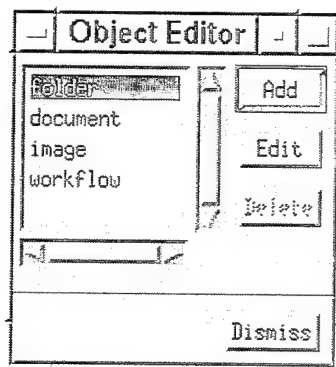 Object Editor
folder
document
image
workflow
Add
Edit
Delete
Dismiss